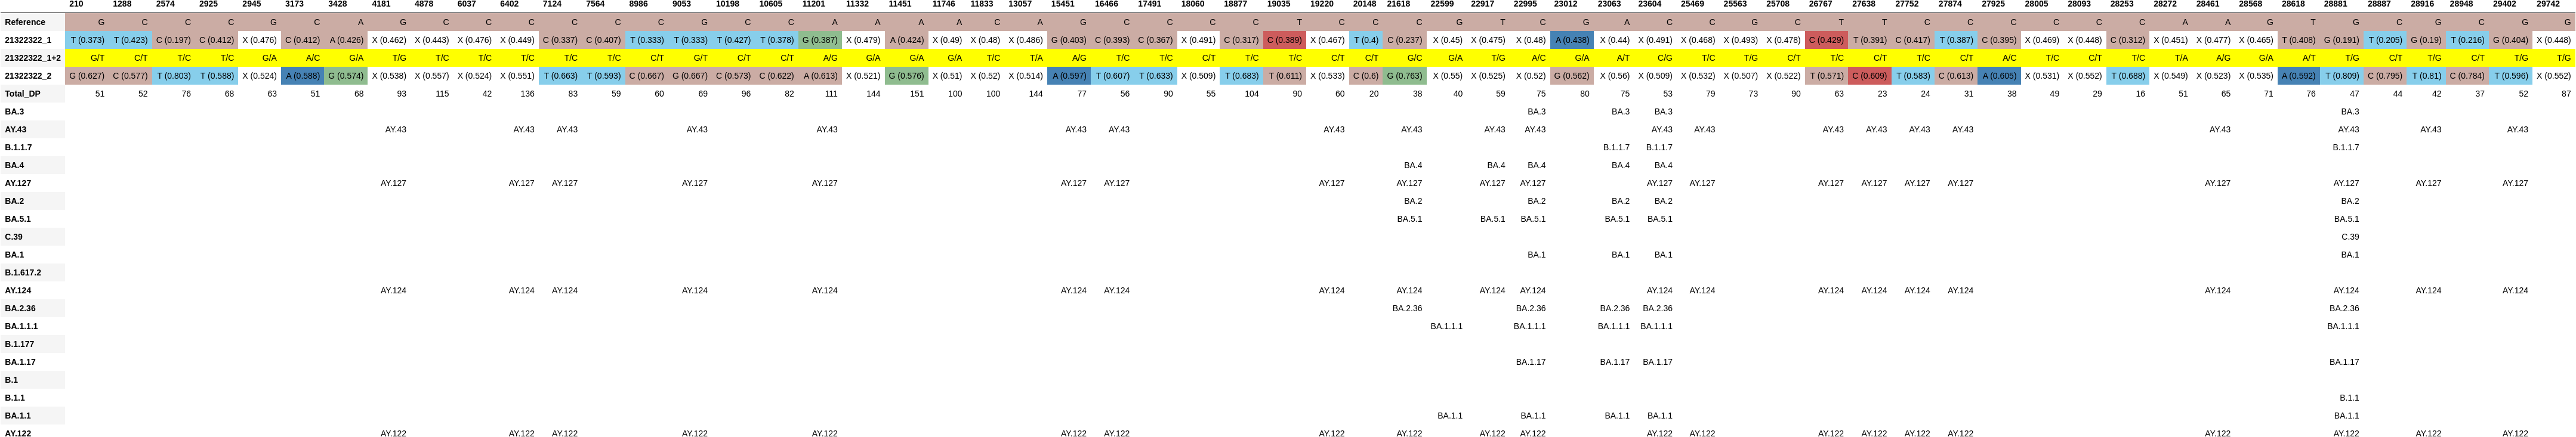 210 1288 2574 2925 2945 3173 3428 4181 4878 6037 6402 7124 7564 8986 9053 10198 10605 11201 11332 11451 11746 11833 13057 15451 16466 17491 18060 18877 19035 19220 20148 21618 22599 22917 22995 23012 23063 23604 25469 25563 25708 26767 27638 27752 27874 27925 28005 28093 28253 28272 28461 28568 28618 28881 28887 28916 28948 29402 29742
Reference G C C C G C A G C C C C C C G C C A A A A C A G C C C C T C C C G T C G A C C G C T T C C C C C C A A G T G C G C G G
21322322_1 T (0.373) T (0.423) C (0.197) C (0.412) X (0.476) C (0.412) A (0.426) X (0.462) X (0.443) X (0.476) X (0.449) C (0.337) C (0.407) T (0.333) T (0.333) T (0.427) T (0.378) G (0.387) X (0.479) A (0.424) X (0.49) X (0.48) X (0.486) G (0.403) C (0.393) C (0.367) X (0.491) C (0.317) C (0.389) X (0.467) T (0.4) C (0.237) X (0.45) X (0.475) X (0.48) A (0.438) X (0.44) X (0.491) X (0.468) X (0.493) X (0.478) C (0.429) T (0.391) C (0.417) T (0.387) C (0.395) X (0.469) X (0.448) C (0.312) X (0.451) X (0.477) X (0.465) T (0.408) G (0.191) T (0.205) G (0.19) T (0.216) G (0.404) X (0.448)
21322322_1+2 G/T C/T T/C T/C G/A A/C G/A T/G T/C T/C T/C T/C T/C C/T G/T C/T C/T A/G G/A G/A G/A T/C T/A A/G T/C T/C C/T T/C T/C T/C C/T G/C G/A T/G A/C G/A A/T C/G T/C T/G C/T T/C C/T T/C C/T A/C T/C T/C T/C T/A A/G G/A A/T T/G C/T T/G C/T T/G T/G
21322322_2 G (0.627) C (0.577) T (0.803) T (0.588) X (0.524) A (0.588) G (0.574) X (0.538) X (0.557) X (0.524) X (0.551) T (0.663) T (0.593) C (0.667) G (0.667) C (0.573) C (0.622) A (0.613) X (0.521) G (0.576) X (0.51) X (0.52) X (0.514) A (0.597) T (0.607) T (0.633) X (0.509) T (0.683) T (0.611) X (0.533) C (0.6) G (0.763) X (0.55) X (0.525) X (0.52) G (0.562) X (0.56) X (0.509) X (0.532) X (0.507) X (0.522) T (0.571) C (0.609) T (0.583) C (0.613) A (0.605) X (0.531) X (0.552) T (0.688) X (0.549) X (0.523) X (0.535) A (0.592) T (0.809) C (0.795) T (0.81) C (0.784) T (0.596) X (0.552)
Total_DP 51 52 76 68 63 51 68 93 115 42 136 83 59 60 69 96 82 111 144 151 100 100 144 77 56 90 55 104 90 60 20 38 40 59 75 80 75 53 79 73 90 63 23 24 31 38 49 29 16 51 65 71 76 47 44 42 37 52 87
BA.3 BA.3 BA.3 BA.3 BA.3
AY.43 AY.43 AY.43 AY.43 AY.43 AY.43 AY.43 AY.43 AY.43 AY.43 AY.43 AY.43 AY.43 AY.43 AY.43 AY.43 AY.43 AY.43 AY.43 AY.43 AY.43 AY.43
B.1.1.7 B.1.1.7 B.1.1.7 B.1.1.7
BA.4 BA.4 BA.4 BA.4 BA.4 BA.4
AY.127 AY.127 AY.127 AY.127 AY.127 AY.127 AY.127 AY.127 AY.127 AY.127 AY.127 AY.127 AY.127 AY.127 AY.127 AY.127 AY.127 AY.127 AY.127 AY.127 AY.127 AY.127
BA.2 BA.2 BA.2 BA.2 BA.2 BA.2
BA.5.1 BA.5.1 BA.5.1 BA.5.1 BA.5.1 BA.5.1 BA.5.1
C.39 C.39
BA.1 BA.1 BA.1 BA.1 BA.1
B.1.617.2
AY.124 AY.124 AY.124 AY.124 AY.124 AY.124 AY.124 AY.124 AY.124 AY.124 AY.124 AY.124 AY.124 AY.124 AY.124 AY.124 AY.124 AY.124 AY.124 AY.124 AY.124 AY.124
BA.2.36 BA.2.36 BA.2.36 BA.2.36 BA.2.36 BA.2.36
BA.1.1.1 BA.1.1.1 BA.1.1.1 BA.1.1.1 BA.1.1.1 BA.1.1.1
B.1.177
BA.1.17 BA.1.17 BA.1.17 BA.1.17 BA.1.17
B.1
B.1.1 B.1.1
BA.1.1 BA.1.1 BA.1.1 BA.1.1 BA.1.1 BA.1.1
AY.122 AY.122 AY.122 AY.122 AY.122 AY.122 AY.122 AY.122 AY.122 AY.122 AY.122 AY.122 AY.122 AY.122 AY.122 AY.122 AY.122 AY.122 AY.122 AY.122 AY.122 AY.122